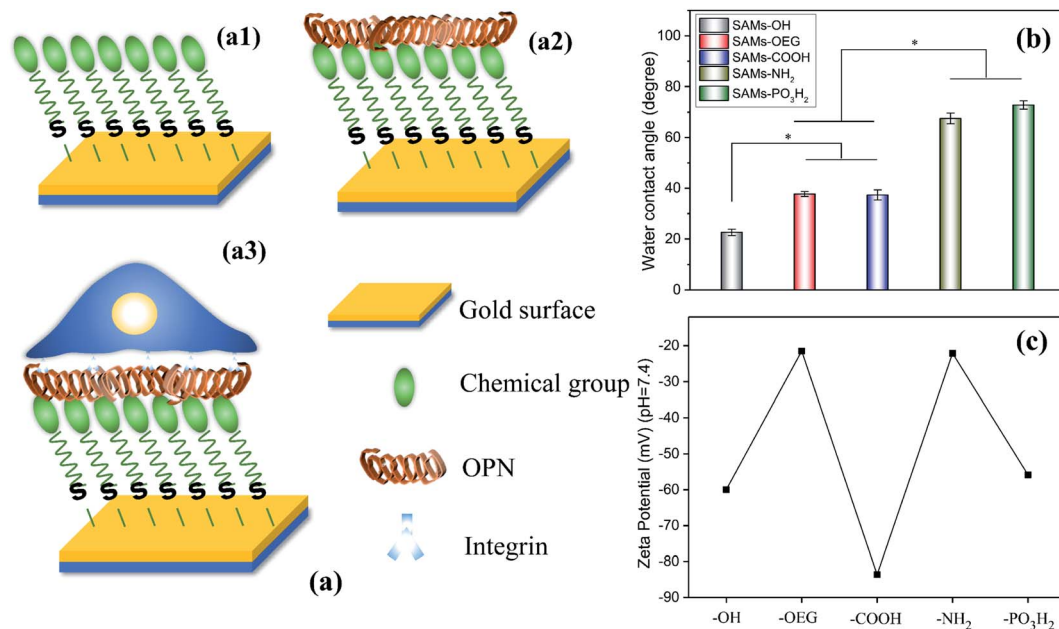 (a1)
(a2)
S S S S S S S
S S S S S S S
(a3)
S S S S S S S
Gold surface
Chemical group
OPN
Integrin
(a)
(b)
SAMs-OH
SAMs-OEG
SAMs-COOH
SAMs-NH₂
SAMs-PO₃H₂
*
*
Water contact angle (degree)
100
80
60
40
20
0
(c)
Zeta Potential (mV) (pH=7.4)
-20
-30
-40
-50
-60
-70
-80
-90
-OH
-OEG
-COOH
-NH₂
-PO₃H₂